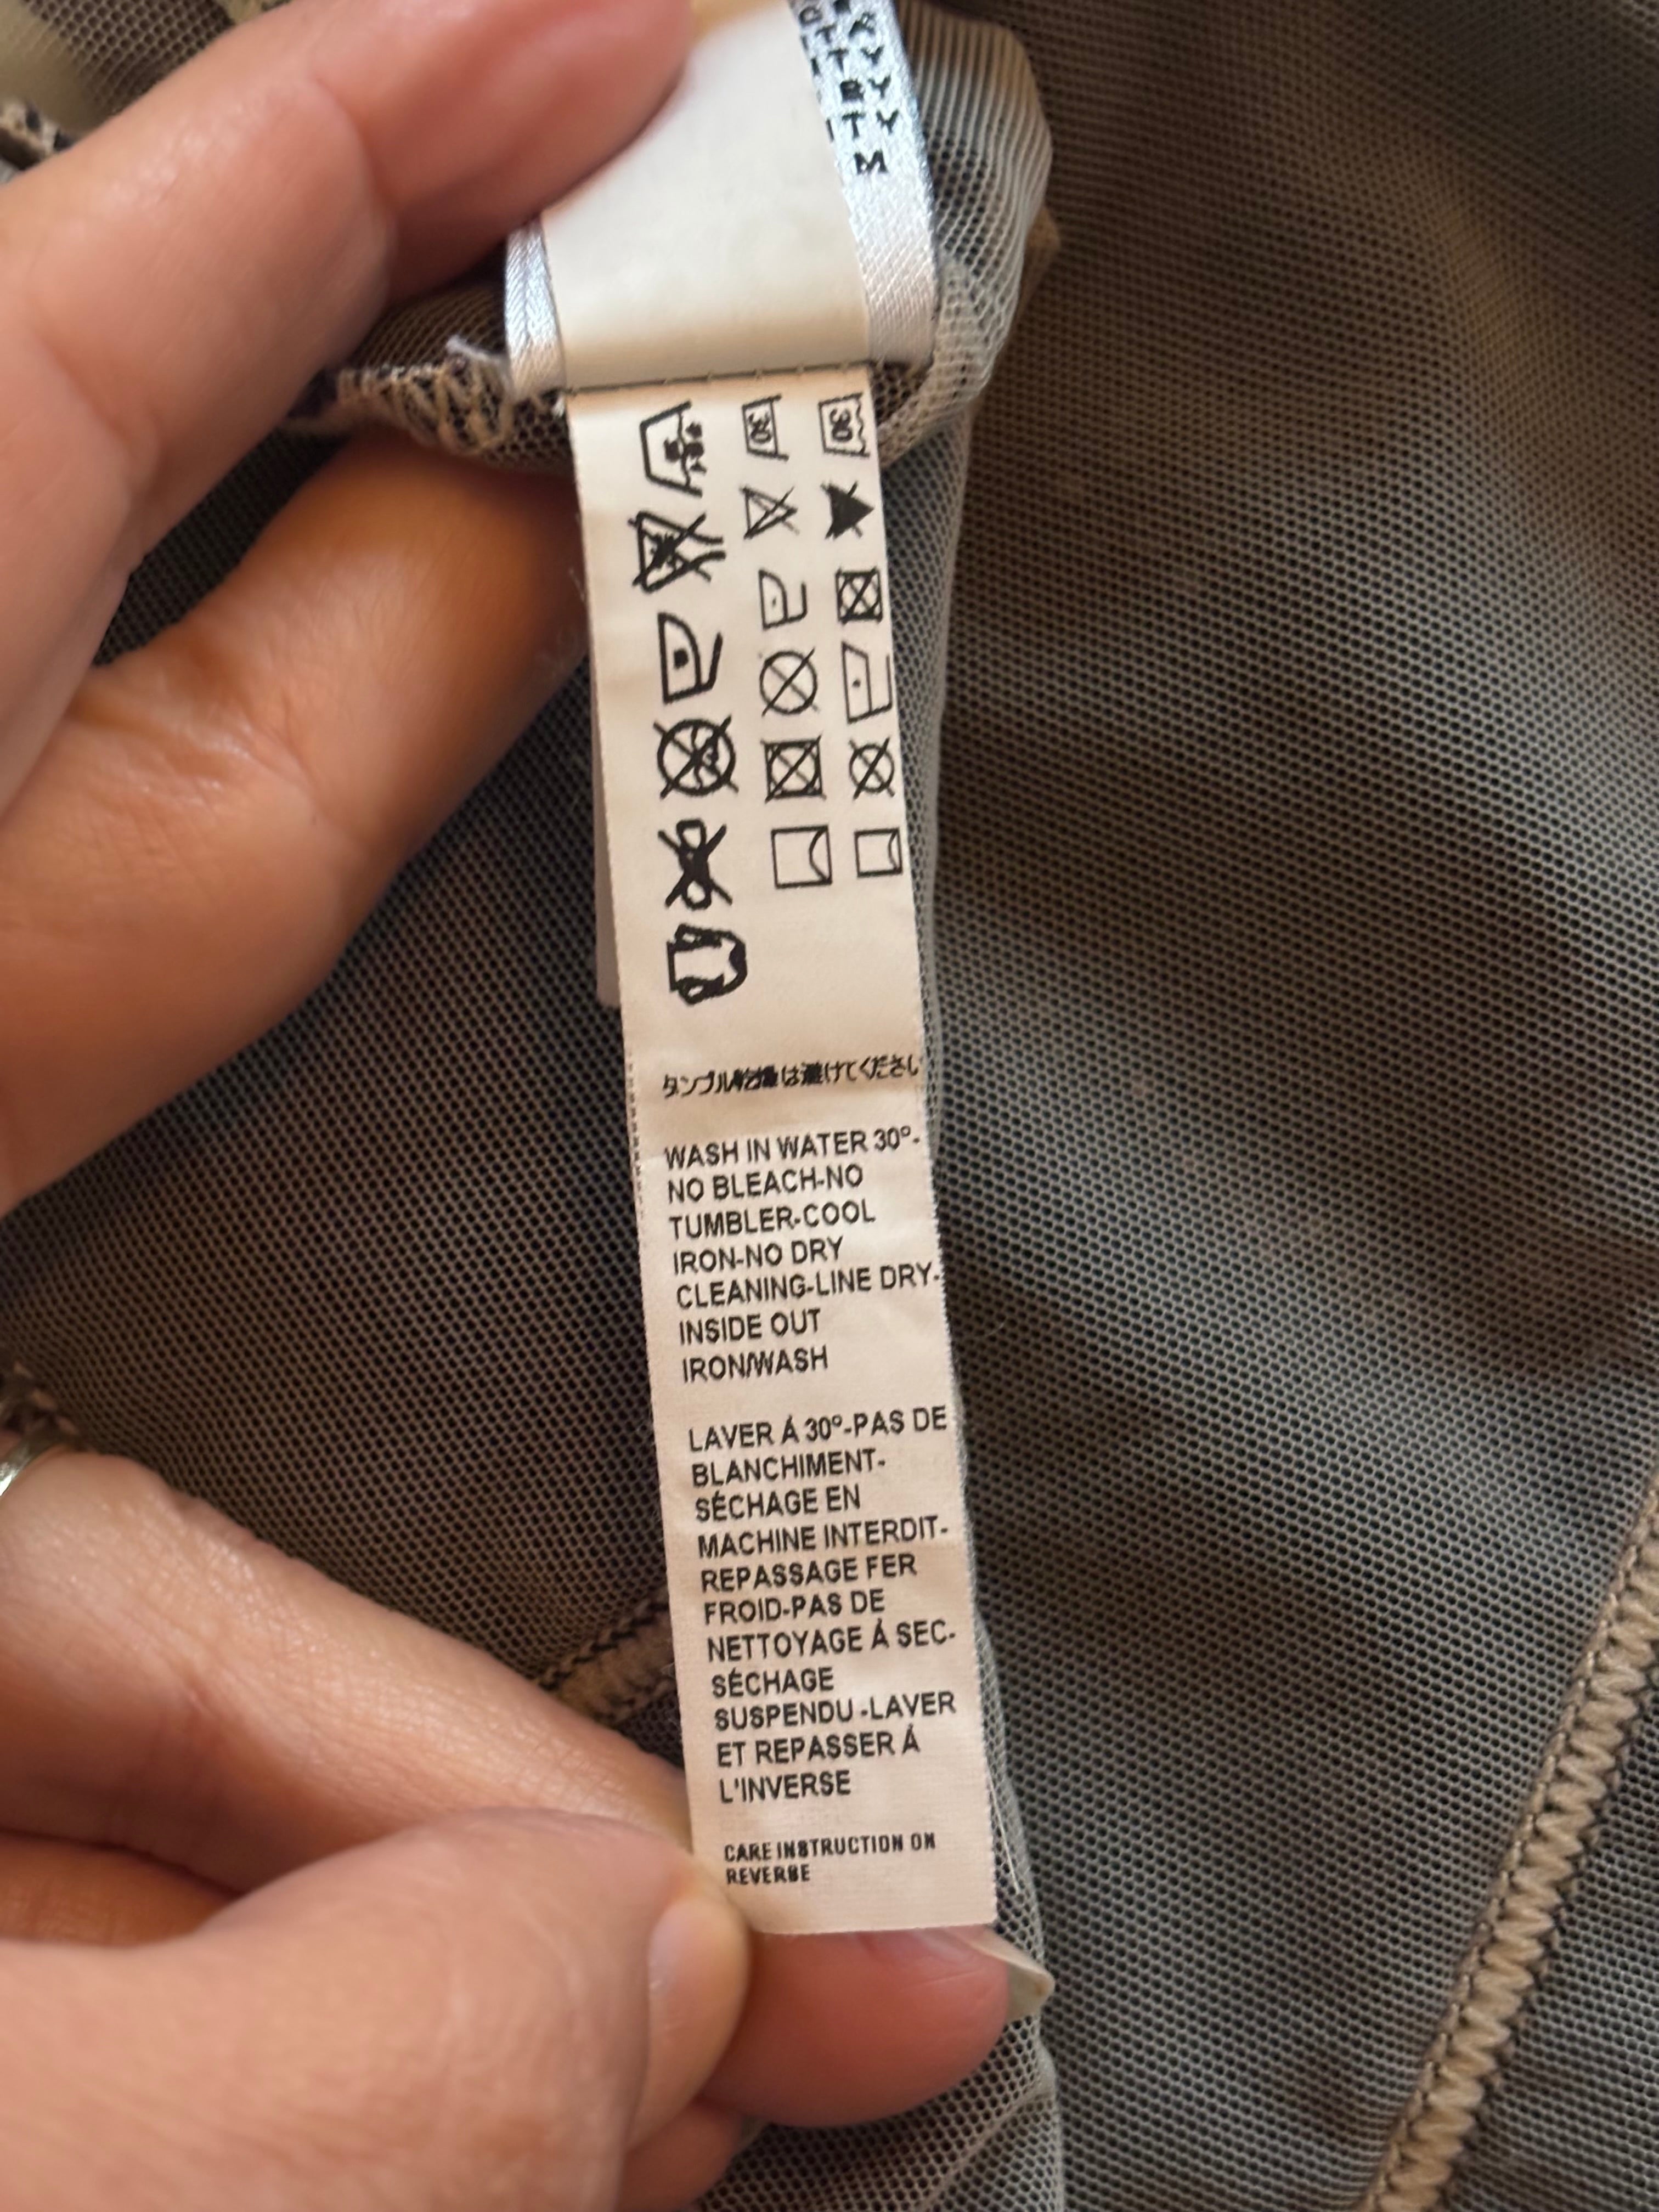 M
30
30
タンブル乾燥は避けてください
WASH IN WATER 30°-
NO BLEACH-NO
TUMBLER-COOL
IRON-NO DRY
CLEANING-LINE DRY-
INSIDE OUT
IRON/WASH
LAVER Á 30°-PAS DE
BLANCHIMENT-
SÉCHAGE EN
MACHINE INTERDIT-
REPASSAGE FER
FROID-PAS DE
NETTOYAGE Á SEC-
SÉCHAGE
SUSPENDU -LAVER
ET REPASSER Á
L'INVERSE
CARE INSTRUCTION ON
REVERSE